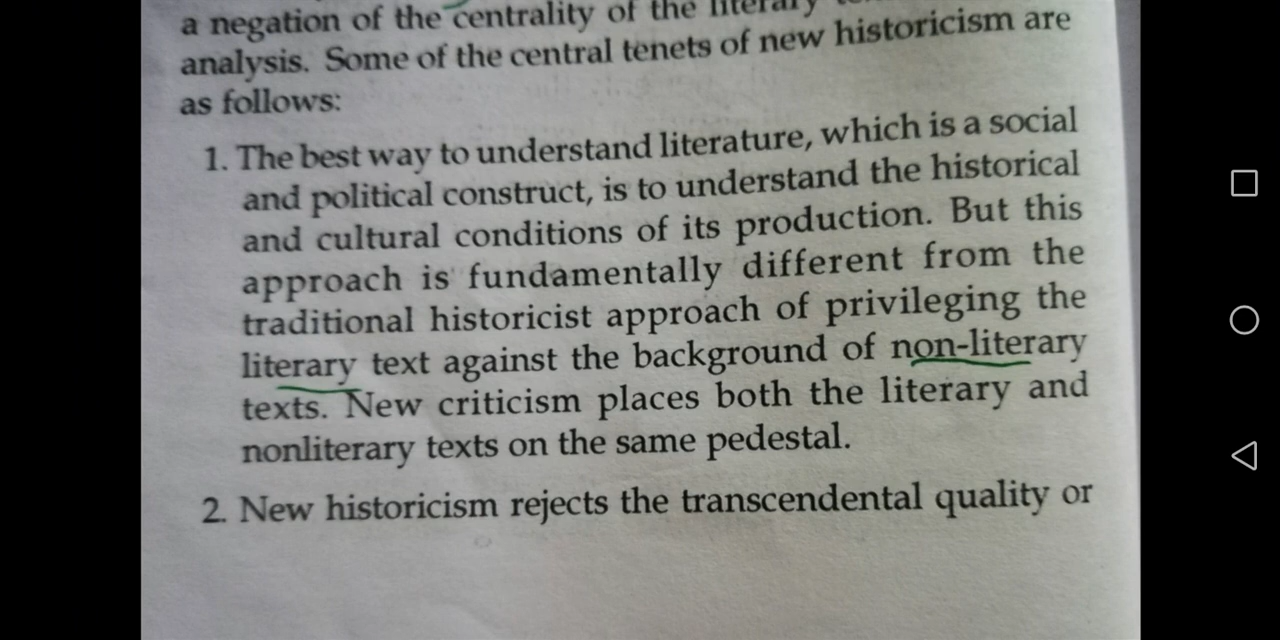 a negation of the centrality of the literary
analysis. Some of the central tenets of new historicism are
as follows:
1. The best way to understand literature, which is a social
and political construct, is to understand the historical
and cultural conditions of its production. But this
approach is fundamentally different from the
traditional historicist approach of privileging the
literary text against the background of non-literary
texts. New criticism places both the literary and
nonliterary texts on the same pedestal.
2. New historicism rejects the transcendental quality or